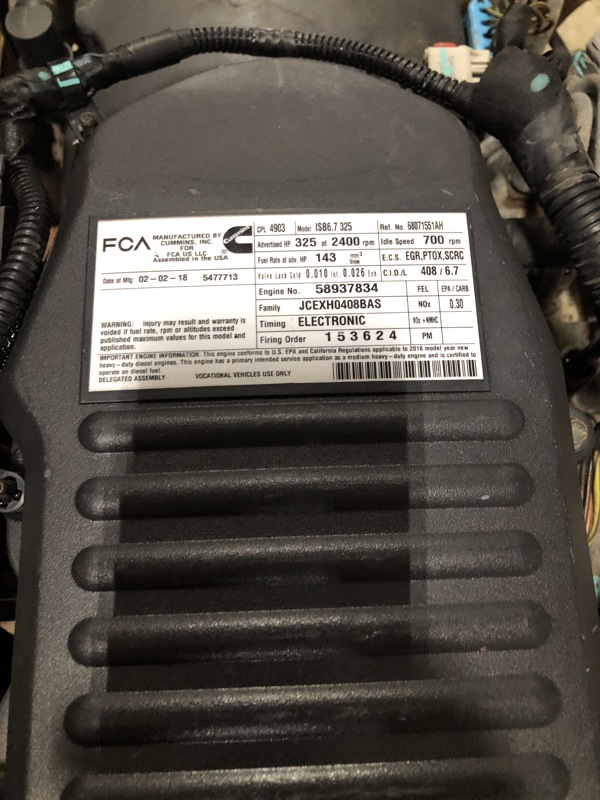 FCA
MANUFACTURED BY
CUMMINS, INC.
FOR
FCA US LLC
Assembled in the USA
Cummins
CPL 4903 Model ISB6.7 325 Ref. No. 68071551AH
Advertised HP 325 at 2400 rpm Idle Speed 700 rpm
Fuel Rate at adv. HP 143 mm³ E.C.S. EGR,PTOX,SCRC
Date of Mfg: 02-02-18 5477713
Valve Lash Cold 0.010 Int. 0.026 Exh C.I.D./L 408 / 6.7
Engine No. 58937834 FEL EPA / CARB
Family JCEXH0408BAS NOx 0.30
Timing ELECTRONIC NOx+NMHC
Firing Order 1 5 3 6 2 4 PM
WARNING: Injury may result and warranty is
voided if fuel rate, rpm or altitudes exceed
published maximum values for this model and
application.
IMPORTANT ENGINE INFORMATION. This engine conforms to U.S. EPA and California Regulations applicable to 2018 model year new
heavy-duty diesel engines. This engine has a primary intended service application as a medium heavy-duty engine and is certified to
operate on diesel fuel.
DELEGATED ASSEMBLY VOCATIONAL VEHICLES USE ONLY